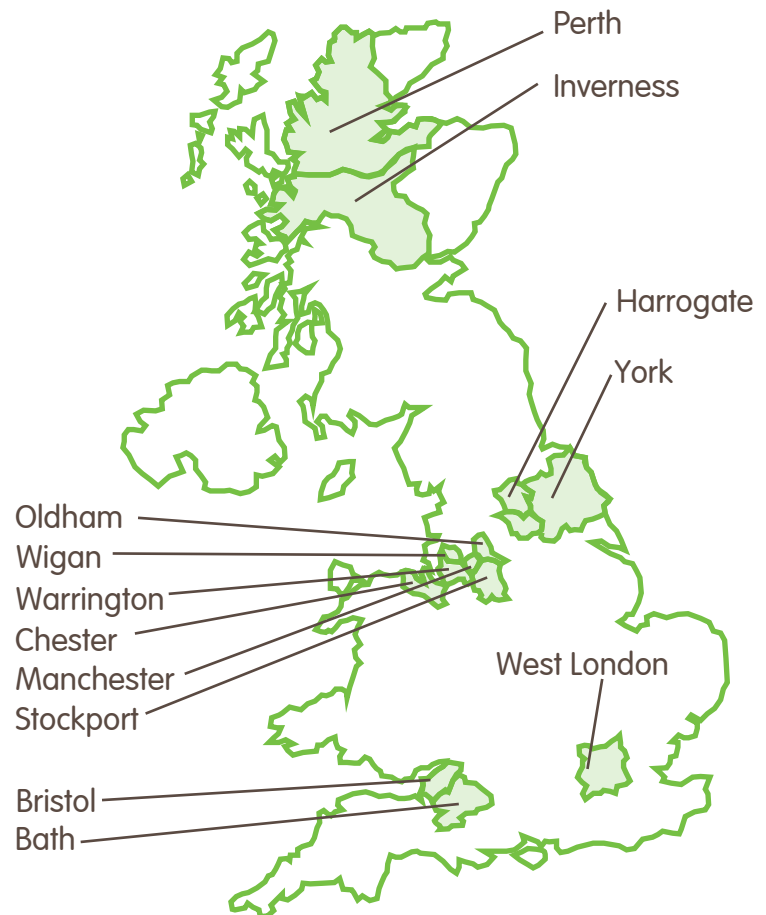 Perth
Inverness
Harrogate
York
Oldham
Wigan
Warrington
Chester
Manchester
Stockport
West London
Bristol
Bath